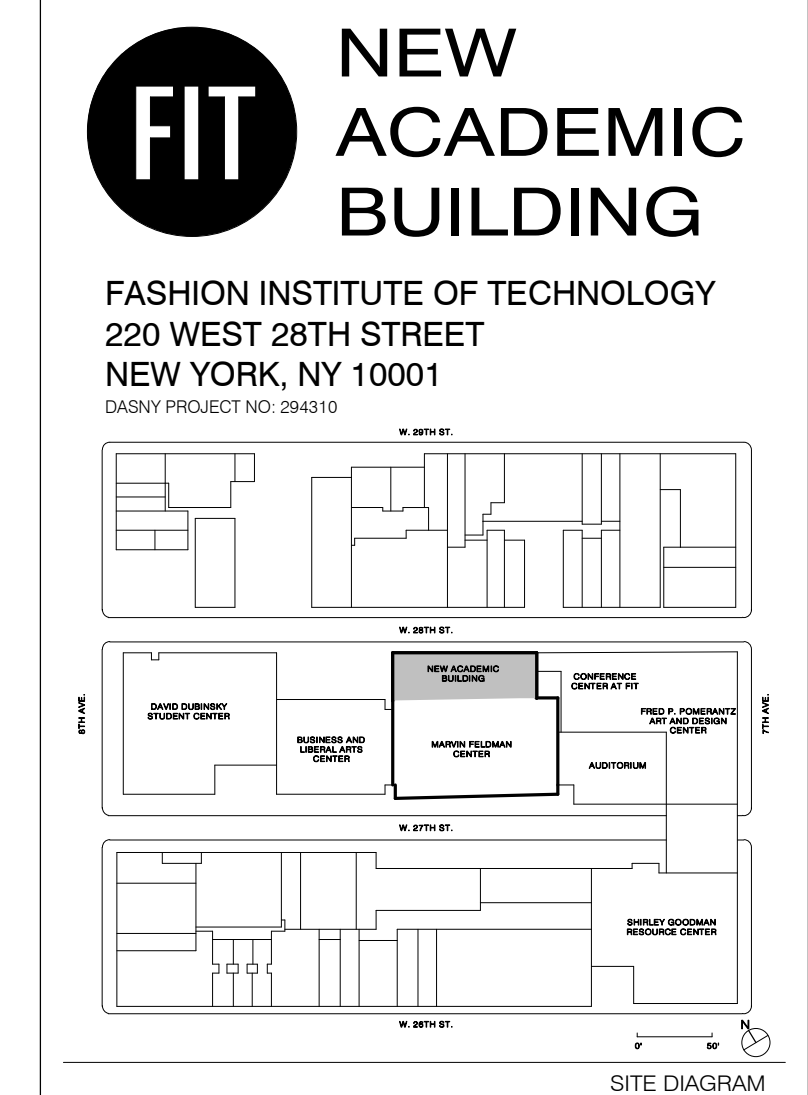 FIT
NEW
ACADEMIC
BUILDING
FASHION INSTITUTE OF TECHNOLOGY
220 WEST 28TH STREET
NEW YORK, NY 10001
DASNY PROJECT NO: 294310
W. 29TH ST.
W. 28TH ST.
8TH AVE.
DAVID DUBINSKY
STUDENT CENTER
BUSINESS AND
LIBERAL ARTS
CENTER
NEW ACADEMIC
BUILDING
MARVIN FELDMAN
CENTER
CONFERENCE
CENTER AT FIT
FRED P. POMERANTZ
ART AND DESIGN
CENTER
AUDITORIUM
7TH AVE.
W. 27TH ST.
SHIRLEY GOODMAN
RESOURCE CENTER
W. 26TH ST.
0'
50'
N
SITE DIAGRAM